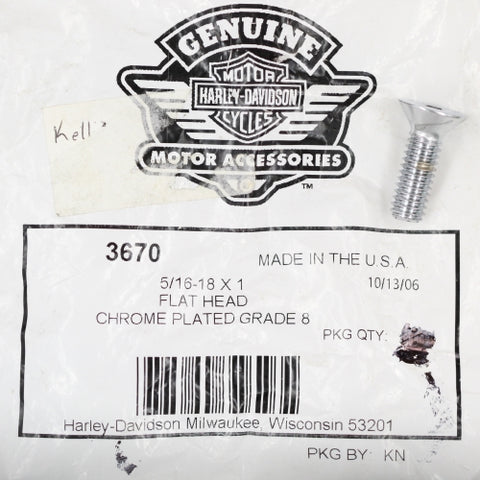 GENUINE
MOTOR
HARLEY-DAVIDSON
CYCLES
MOTOR ACCESSORIES
TM
3670
MADE IN THE U.S.A.
5/16-18 X 1
10/13/06
FLAT HEAD
CHROME PLATED GRADE 8
PKG QTY:
Harley-Davidson Milwaukee, Wisconsin 53201
PKG BY: KN